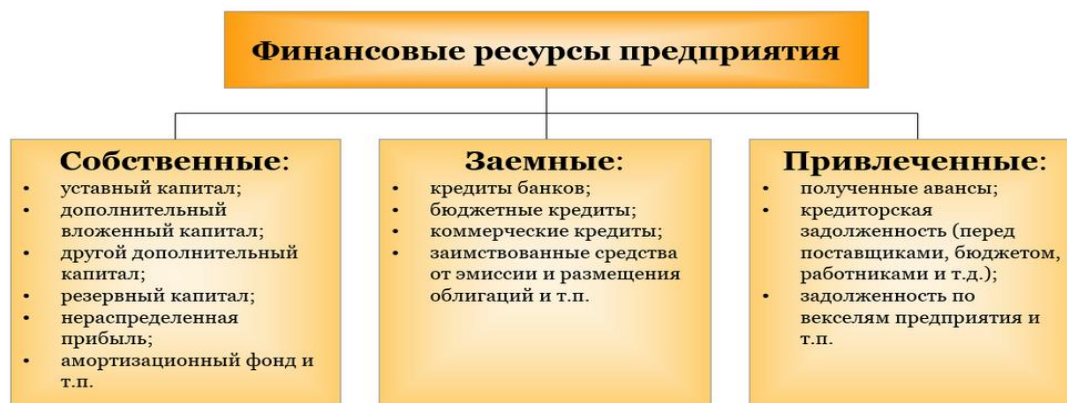 Финансовые ресурсы предприятия
Собственные:
• уставный капитал;
• дополнительный
вложенный капитал;
• другой дополнительный
капитал;
• резервный капитал;
• нераспределенная
прибыль;
• амортизационный фонд и
т.п.
Заемные:
• кредиты банков;
• бюджетные кредиты;
• коммерческие кредиты;
• заимствованные средства
от эмиссии и размещения
облигаций и т.п.
Привлеченные:
• полученные авансы;
• кредиторская
задолженность (перед
поставщиками, бюджетом,
работниками и т.д.);
• задолженность по
векселям предприятия и
т.п.